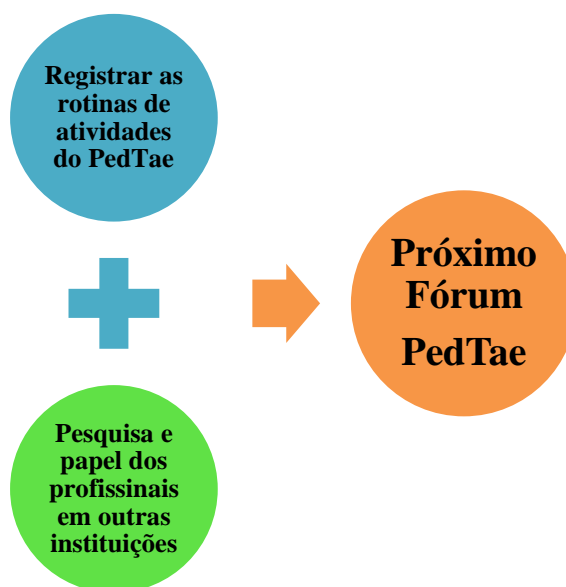 Registrar as
rotinas de
atividades
do PedTae
Pesquisa e
papel dos
profissinais
em outras
instituições
Próximo
Fórum
PedTae